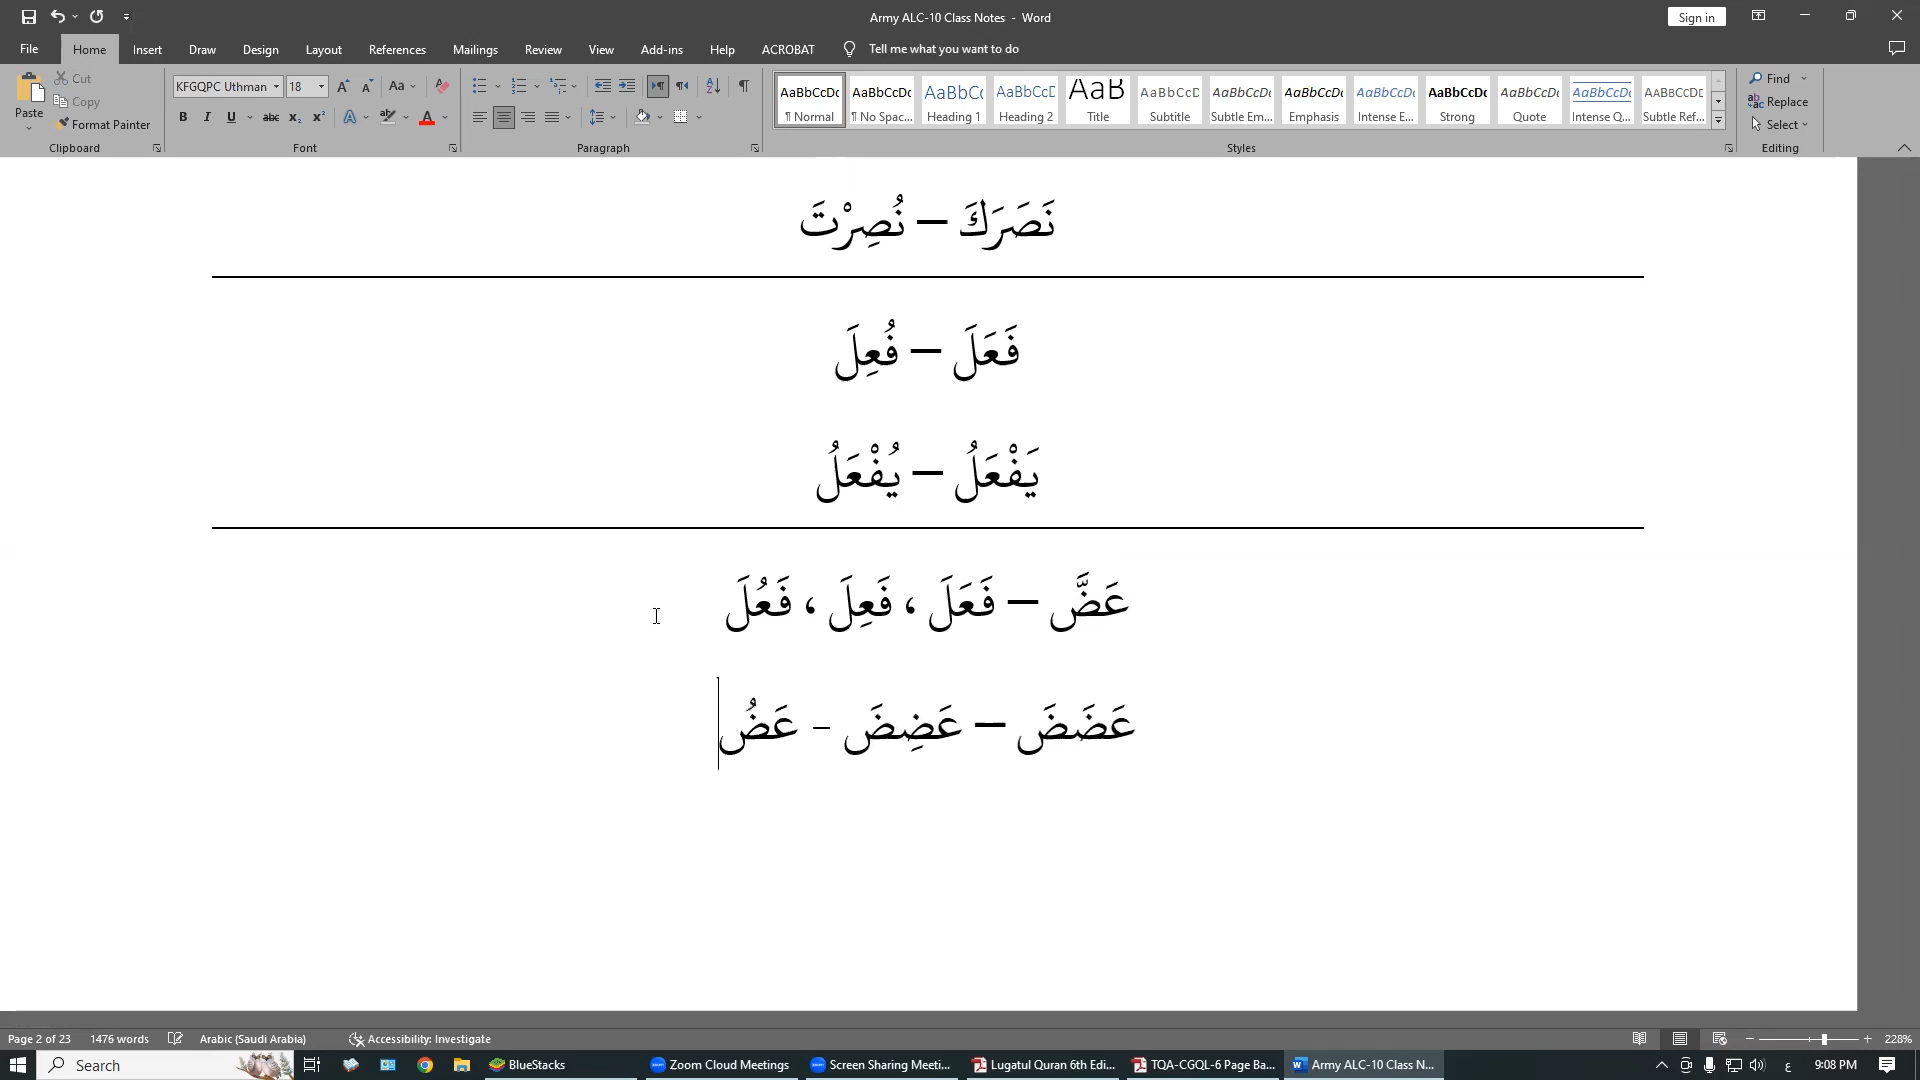 Army ALC-10 Class Notes - Word
Sign in
File Home Insert Draw Design Layout References Mailings Review View Add-ins Help ACROBAT Tell me what you want to do
Paste
Cut
Copy
Format Painter
Clipboard
KFGQPC Uthman 18
Font
Paragraph
AaBbCcDc AaBbCcDc AaBbCc AaBbCcD AaB AaBbCcD AaBbCcDc AaBbCcDc AaBbCcDc AaBbCcDc AaBbCcDc AaBbCcDc AABBCCDE
¶ Normal ¶ No Spac... Heading 1 Heading 2 Title Subtitle Subtle Em... Emphasis Intense E... Strong Quote Intense Q... Subtle Ref...
Styles
Find
Replace
Select
Editing
نَصَرَكَ – نُصِرْتَ
فَعَلَ – فُعِلَ
يَفْعَلُ – يُفْعَلُ
عَضَّ – فَعَلَ ، فَعِلَ ، فَعُلَ
عَضَضَ – عَضِضَ – عَضُ
Page 2 of 23 1476 words Arabic (Saudi Arabia) Accessibility: Investigate 228%
Search BlueStacks Zoom Cloud Meetings Screen Sharing Meeti... Lugatul Quran 6th Edi... TQA-CGQL-6 Page Ba... Army ALC-10 Class N... ع 9:08 PM